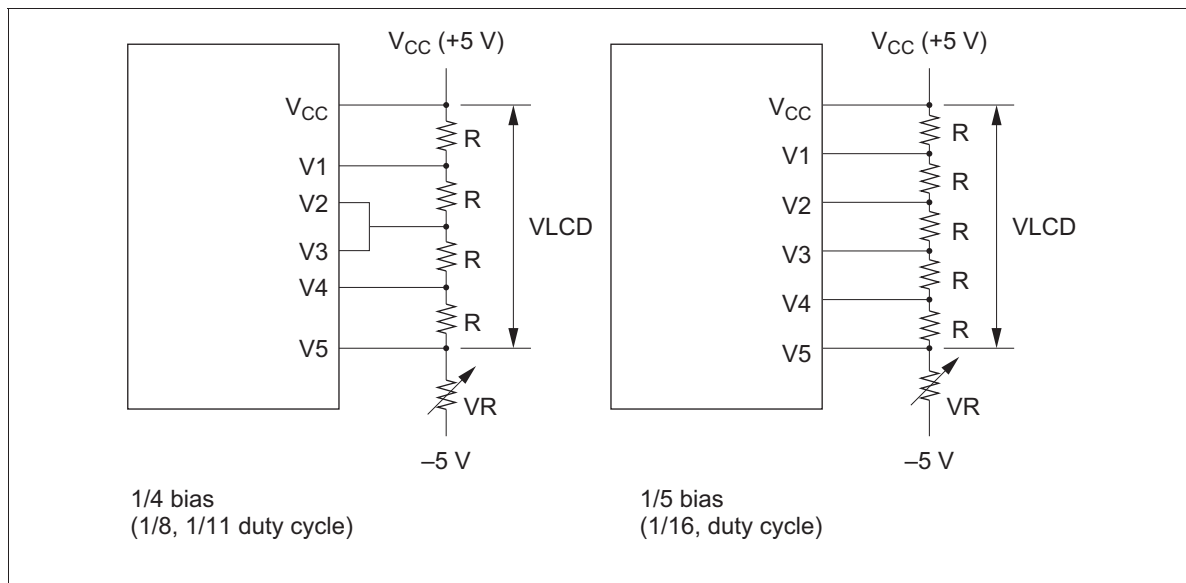 V_CC (+5 V)
V_CC
R
V1
R
V2
VLCD
V3
R
V4
R
V5
VR
–5 V
1/4 bias
(1/8, 1/11 duty cycle)
V_CC (+5 V)
V_CC
R
V1
R
V2
R
VLCD
V3
R
V4
R
V5
VR
–5 V
1/5 bias
(1/16, duty cycle)